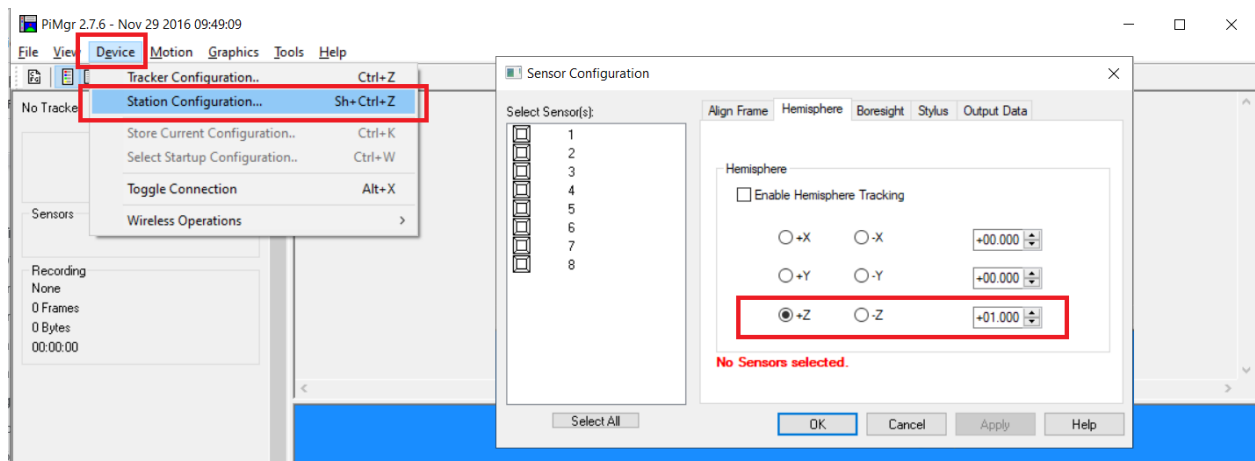 PiMgr 2.7.6 - Nov 29 2016 09:49:09
File View Device Motion Graphics Tools Help
Tracker Configuration.. Ctrl+Z
Station Configuration... Sh+Ctrl+Z
Store Current Configuration.. Ctrl+K
Select Startup Configuration.. Ctrl+W
Toggle Connection Alt+X
Wireless Operations >
No Tracke
Sensors
Recording
None
0 Frames
0 Bytes
00:00:00
Sensor Configuration
Select Sensor(s):
1
2
3
4
5
6
7
8
Select All
Align Frame Hemisphere Boresight Stylus Output Data
Hemisphere
Enable Hemisphere Tracking
+X -X +00.000
+Y -Y +00.000
+Z -Z +01.000
No Sensors selected.
OK Cancel Apply Help